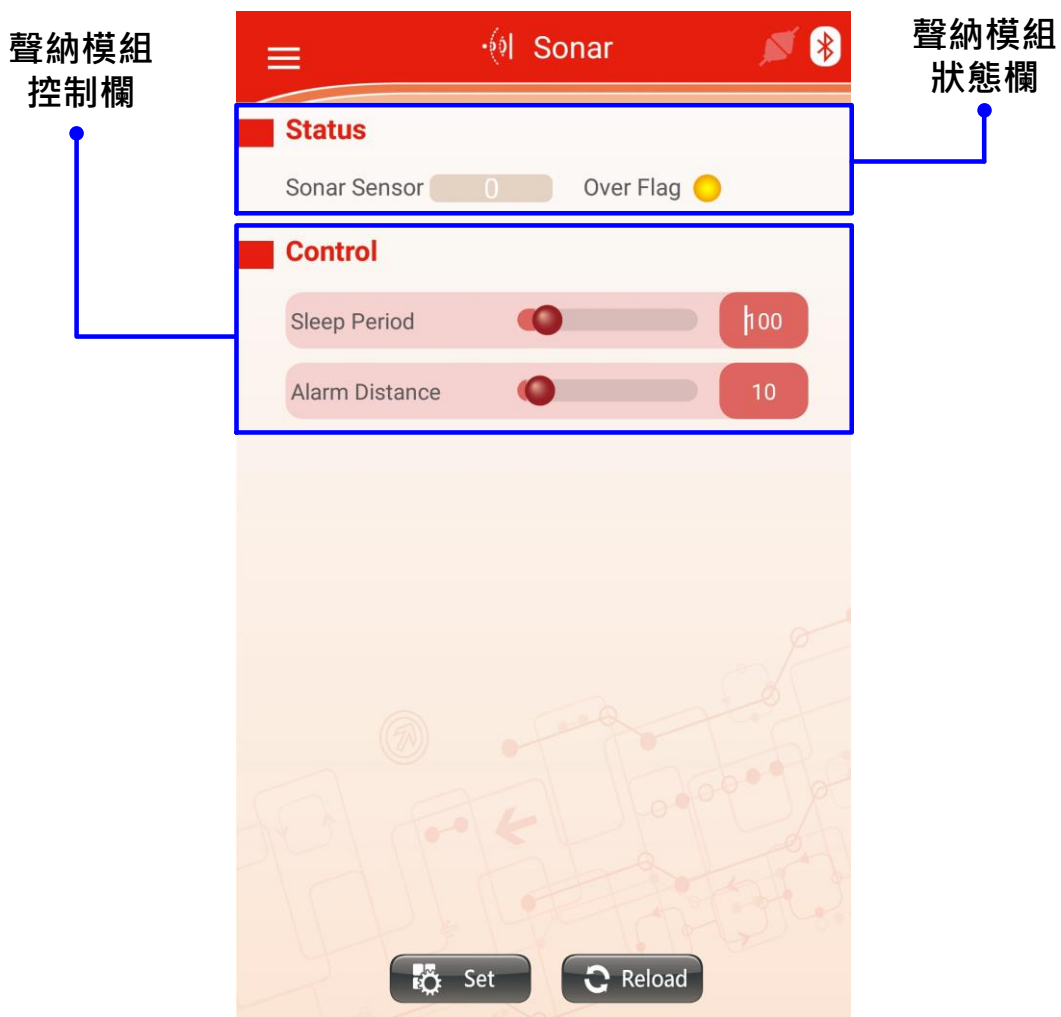 聲納模組
控制欄
Sonar
聲納模組
狀態欄
Status
Sonar Sensor 0 Over Flag
Control
Sleep Period 100
Alarm Distance 10
Set Reload